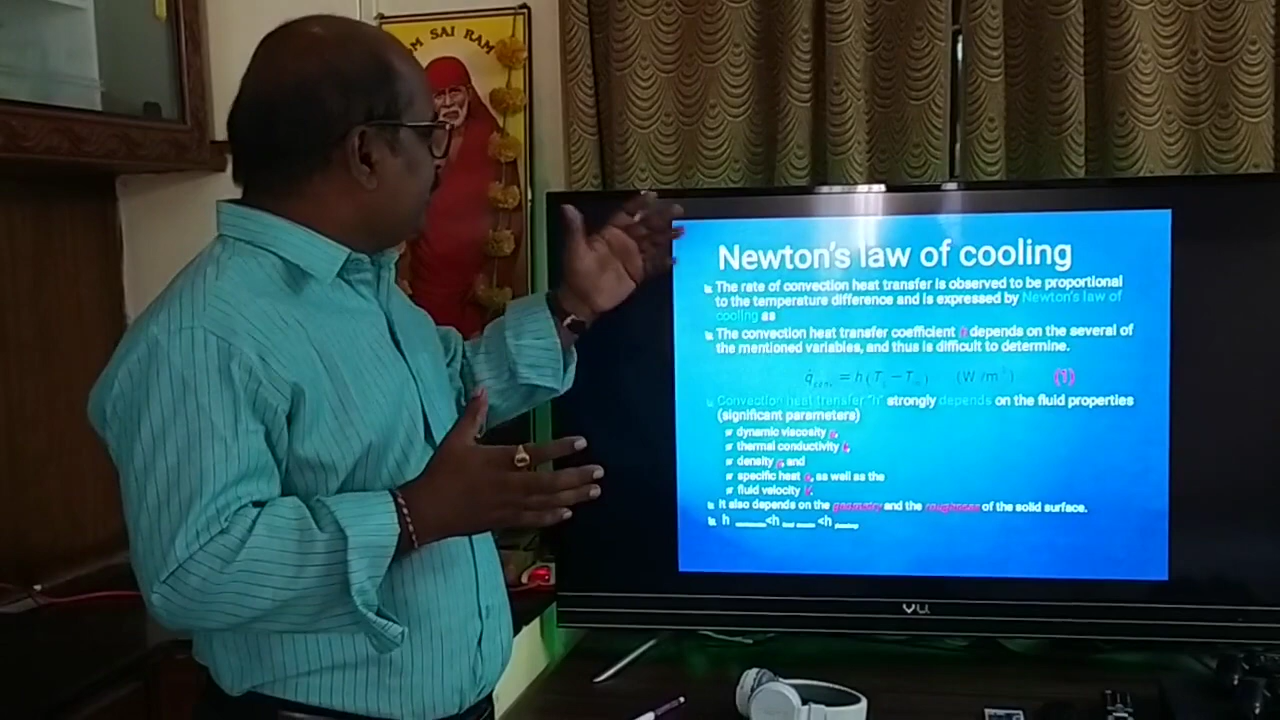 OM SAI RAM
Newton's law of cooling
The rate of convection heat transfer is observed to be proportional
to the temperature difference and is expressed by Newton's law of
cooling as
The convection heat transfer coefficient h depends on the several of
the mentioned variables, and thus is difficult to determine.
= h (T - T ) (W/m²) (1)
Convection heat transfer "h" strongly depends on the fluid properties
(significant parameters)
dynamic viscosity
thermal conductivity k,
density , and
specific heat , as well as the
fluid velocity V.
It also depends on the geometry and the roughness of the solid surface.
h <h <h
VU